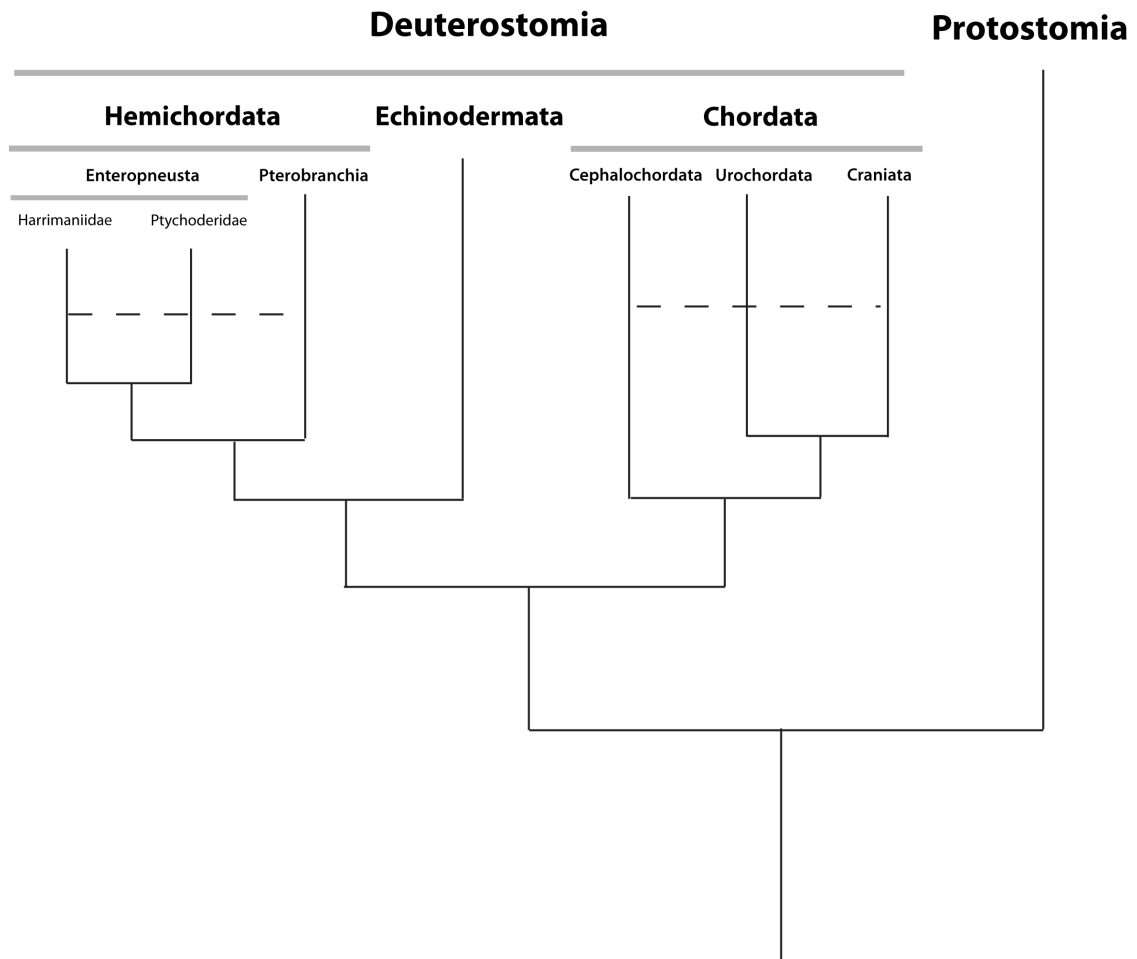 Deuterostomia Protostomia
Hemichordata Echinodermata Chordata
Enteropneusta Pterobranchia Cephalochordata Urochordata Craniata
Harrimaniidae Ptychoderidae